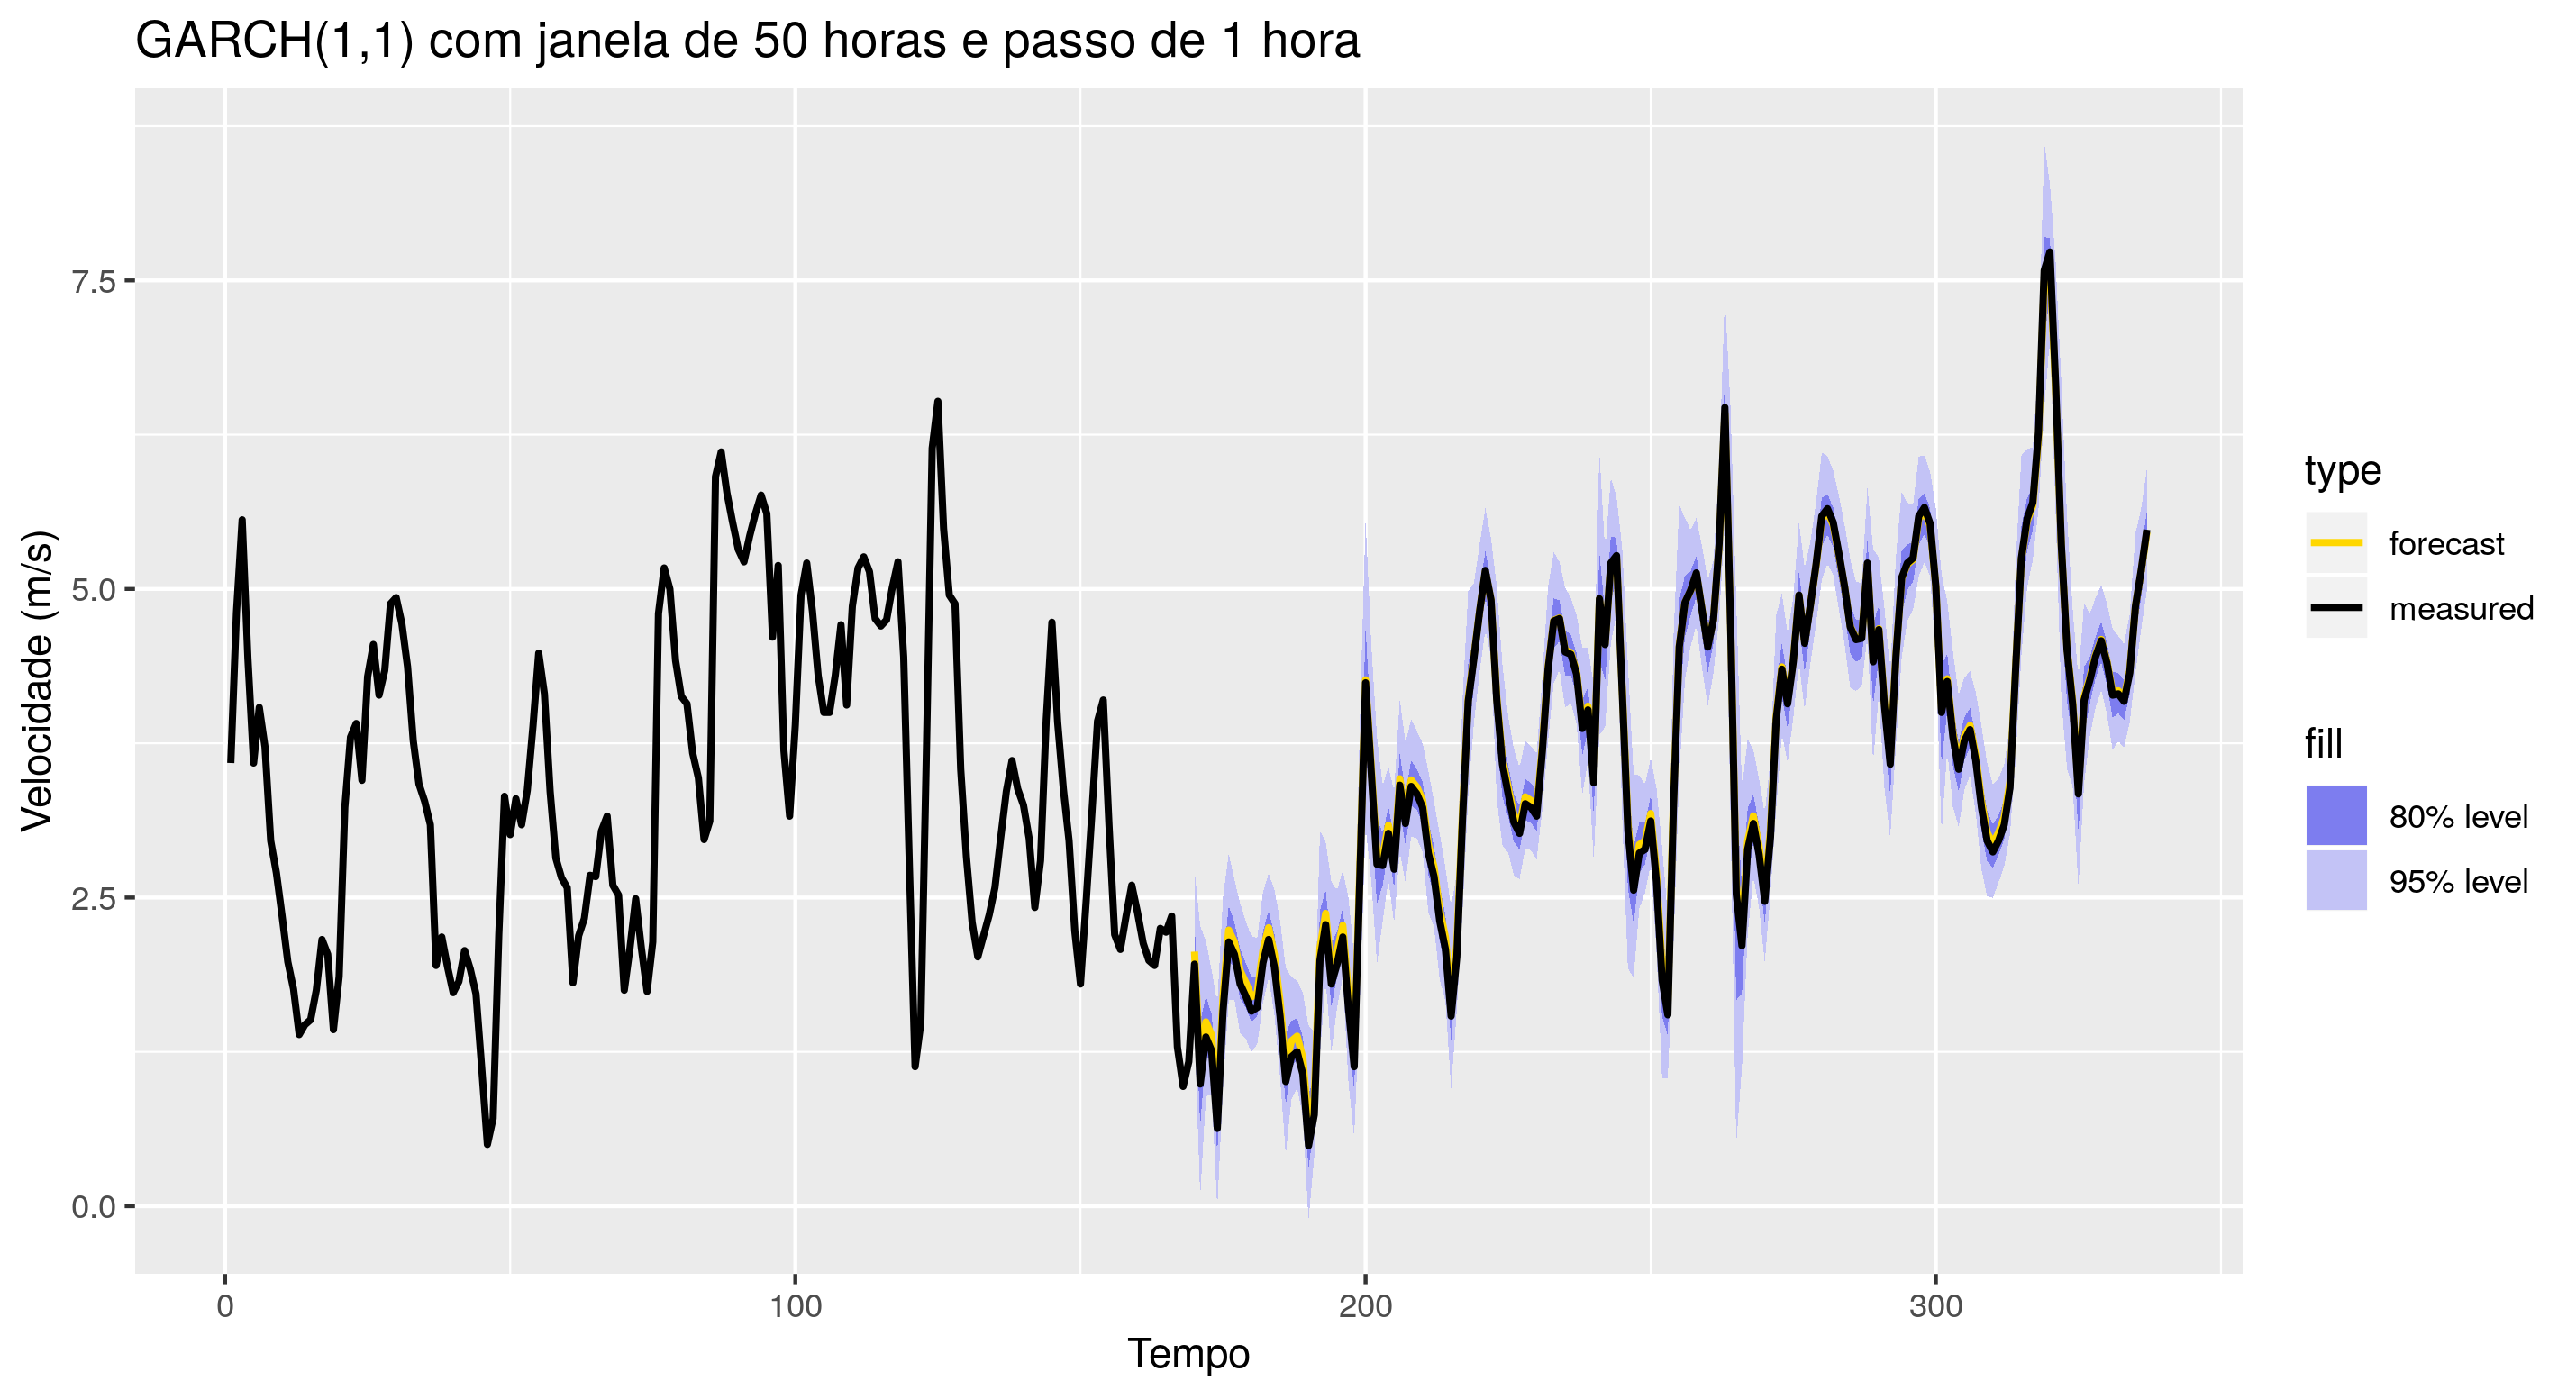 GARCH(1,1) com janela de 50 horas e passo de 1 hora
Velocidade (m/s)
7.5
5.0
2.5
0.0
0
100
200
300
Tempo
type
forecast
measured
fill
80% level
95% level